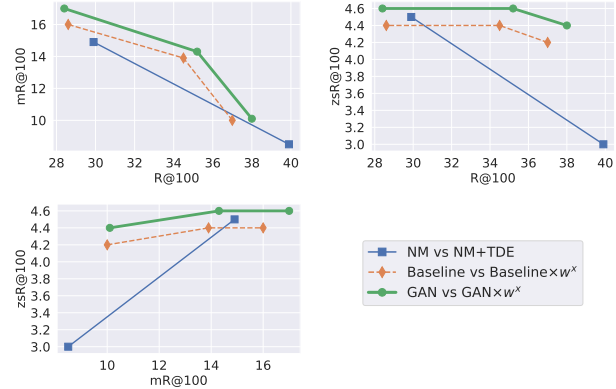 mR@100
16
14
12
10
28 30 32 34 36 38 40
R@100
zsR@100
4.6
4.4
4.2
4.0
3.8
3.6
3.4
3.2
3.0
28 30 32 34 36 38 40
R@100
zsR@100
4.6
4.4
4.2
4.0
3.8
3.6
3.4
3.2
3.0
10 12 14 16
mR@100
NM vs NM+TDE
Baseline vs Baseline×wˣ
GAN vs GAN×wˣ